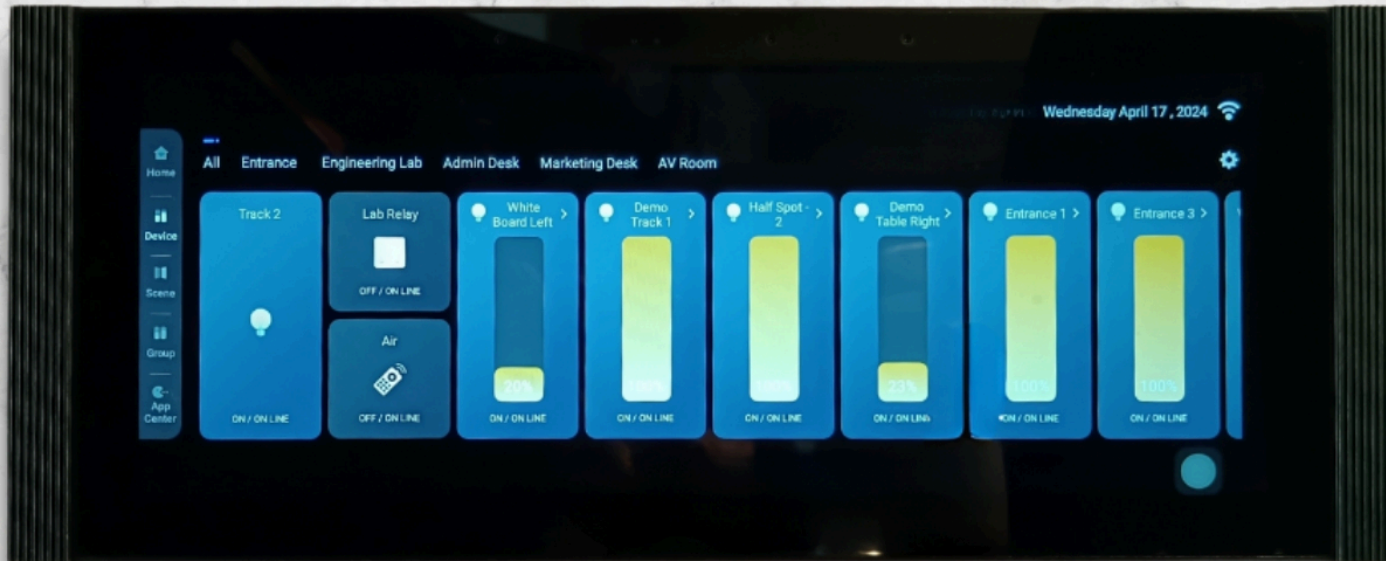 Wednesday April 17 , 2024
Home
Device
Scene
Group
App
Center
All Entrance Engineering Lab Admin Desk Marketing Desk AV Room
Track 2
ON / ON LINE
Lab Relay
OFF / ON LINE
Air
OFF / ON LINE
White
Board Left
20%
ON / ON LINE
Demo
Track 1
100%
ON / ON LINE
Half Spot -
2
100%
ON / ON LINE
Demo
Table Right
23%
ON / ON LINE
Entrance 1
100%
ON / ON LINE
Entrance 3
100%
ON / ON LINE